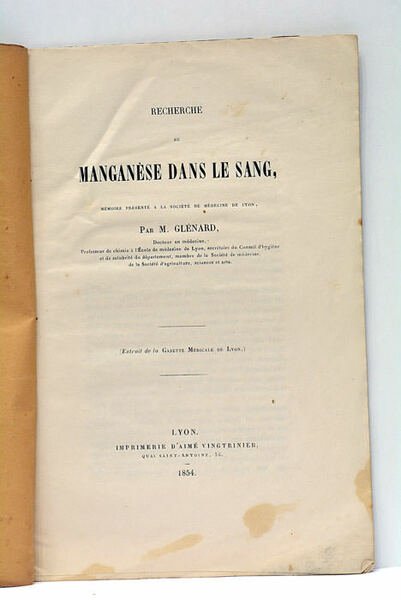 RECHERCHE
DU
MANGANÈSE DANS LE SANG,
MÉMOIRE PRÉSENTÉ A LA SOCIÉTÉ DE MÉDECINE DE LYON,
PAR M. GLÉNARD,
Docteur en médecine,
Professeur de chimie à l'École de médecine de Lyon, secrétaire du Conseil d'hygiène
et de salubrité du département, membre de la Société de médecine,
de la Société d'agriculture, sciences et arts.
(Extrait de la GAZETTE MÉDICALE DE LYON.)
LYON.
IMPRIMERIE D'AIMÉ VINGTRINIER,
QUAI SAINT-ANTOINE,
1854.